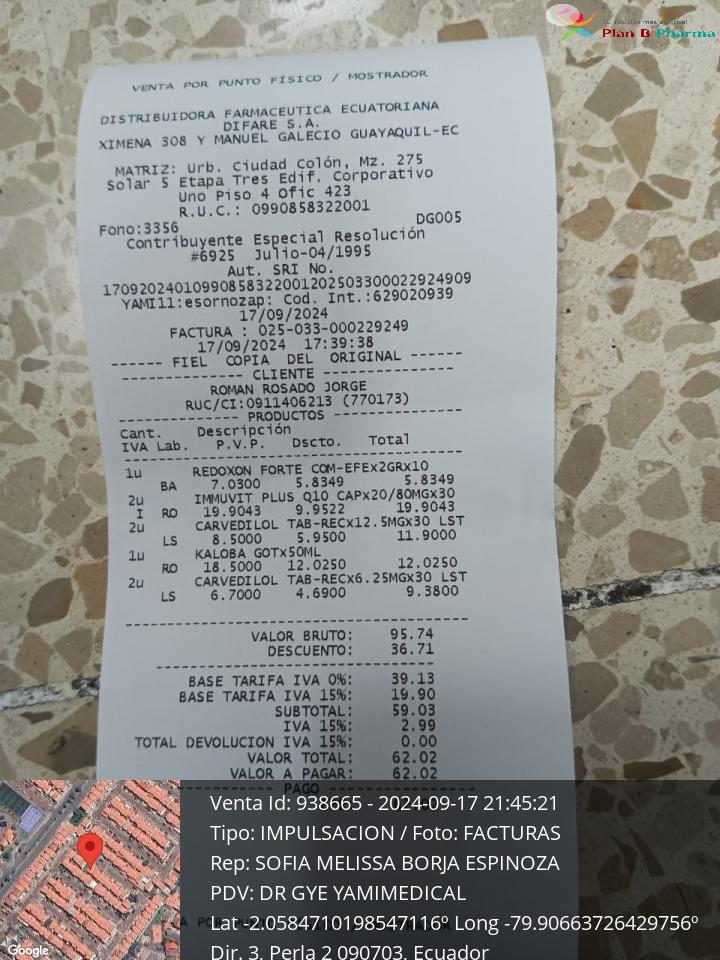 Plan B Pharma
VENTA POR PUNTO FÍSICO / MOSTRADOR
DISTRIBUIDORA FARMACEUTICA ECUATORIANA
DIFARE S.A.
XIMENA 308 Y MANUEL GALECIO GUAYAQUIL-EC
MATRIZ: Urb. Ciudad Colón, Mz. 275
Solar 5 Etapa Tres Edif. Corporativo
Uno Piso 4 Ofic 423
R.U.C.: 0990858322001
Fono:3356 DG005
Contribuyente Especial Resolución
#6925 Julio-04/1995
Aut. SRI No.
1709202401099085832200120250330002292490​9
YAMI11:esornozap: Cod. Int.:629020939
17/09/2024
FACTURA : 025-033-000229249
17/09/2024 17:39:38
------ FIEL COPIA DEL ORIGINAL ------
-------------- CLIENTE --------------
ROMAN ROSADO JORGE
RUC/CI:0911406213 (770173)
------------- PRODUCTOS -------------
Cant. Descripción
IVA Lab. P.V.P. Dscto. Total
1u REDOXON FORTE COM-EFEx2GRx10
BA 7.0300 5.8349 5.8349
2u IMMUVIT PLUS Q10 CAPx20/80MGx30
I RO 19.9043 9.9522 19.9043
2u CARVEDILOL TAB-RECx12.5MGx30 LST
LS 8.5000 5.9500 11.9000
1u KALOBA GOTx50ML
RO 18.5000 12.0250 12.0250
2u CARVEDILOL TAB-RECx6.25MGx30 LST
LS 6.7000 4.6900 9.3800
VALOR BRUTO: 95.74
DESCUENTO: 36.71
BASE TARIFA IVA 0%: 39.13
BASE TARIFA IVA 15%: 19.90
SUBTOTAL: 59.03
IVA 15%: 2.99
TOTAL DEVOLUCION IVA 15%: 0.00
VALOR TOTAL: 62.02
VALOR A PAGAR: 62.02
PAGO
Venta Id: 938665 - 2024-09-17 21:45:21
Tipo: IMPULSACION / Foto: FACTURAS
Rep: SOFIA MELISSA BORJA ESPINOZA
PDV: DR GYE YAMIMEDICAL
Lat -2.0584710198547116º Long -79.90663726429756º
Dir. 3, Perla 2 090703, Ecuador
Google